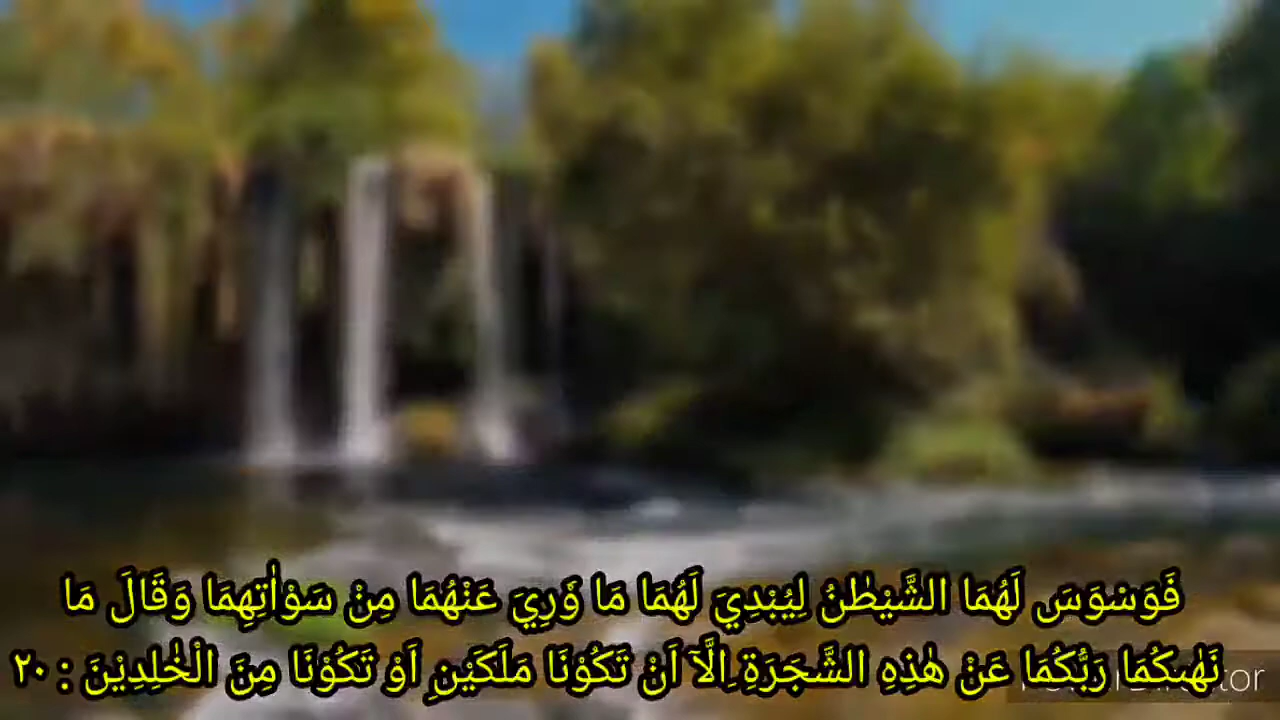 فَوَسْوَسَ لَهُمَا الشَّيْطٰنُ لِيُبْدِيَ لَهُمَا مَا وٗرِيَ عَنْهُمَا مِنْ سَوْاٰتِهِمَا وَقَالَ مَا
نَهٰىكُمَا رَبُّكُمَا عَنْ هٰذِهِ الشَّجَرَةِ اِلَّآ اَنْ تَكُوْنَا مَلَكَيْنِ اَوْ تَكُوْنَا مِنَ الْخٰلِدِيْنَ : ٢٠